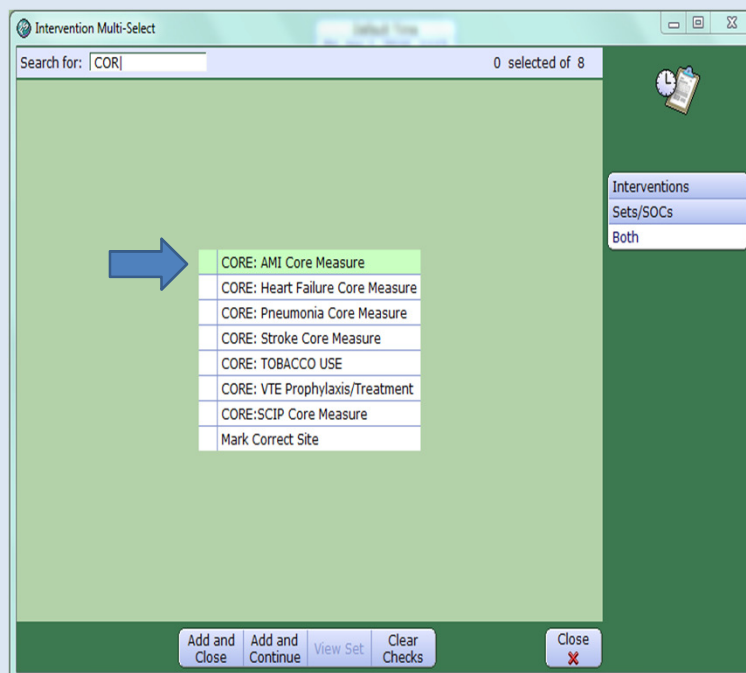 Intervention Multi-Select
Search for: COR
0 selected of 8
Interventions
Sets/SOCs
Both
CORE: AMI Core Measure
CORE: Heart Failure Core Measure
CORE: Pneumonia Core Measure
CORE: Stroke Core Measure
CORE: TOBACCO USE
CORE: VTE Prophylaxis/Treatment
CORE:SCIP Core Measure
Mark Correct Site
Add and
Close
Add and
Continue
View Set
Clear
Checks
Close